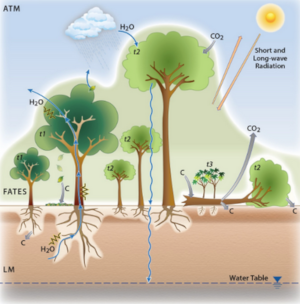 ATM
H₂O
t2
CO₂
Short and
Long-wave
Radiation
H₂O
t1
CO₂
t1
t2
t2
t3
t2
C
C
FATES
C
C
C
H₂O
LM
Water Table